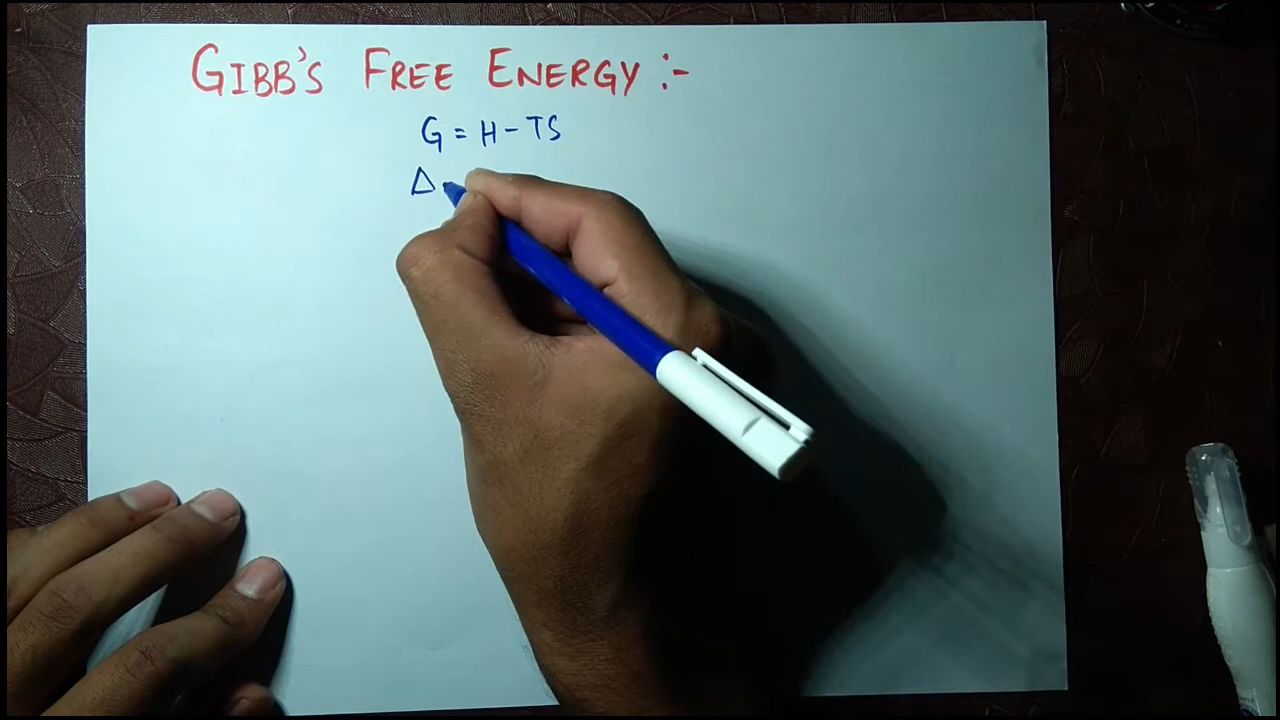 GIBB'S FREE ENERGY :-
G = H - TS
Δ